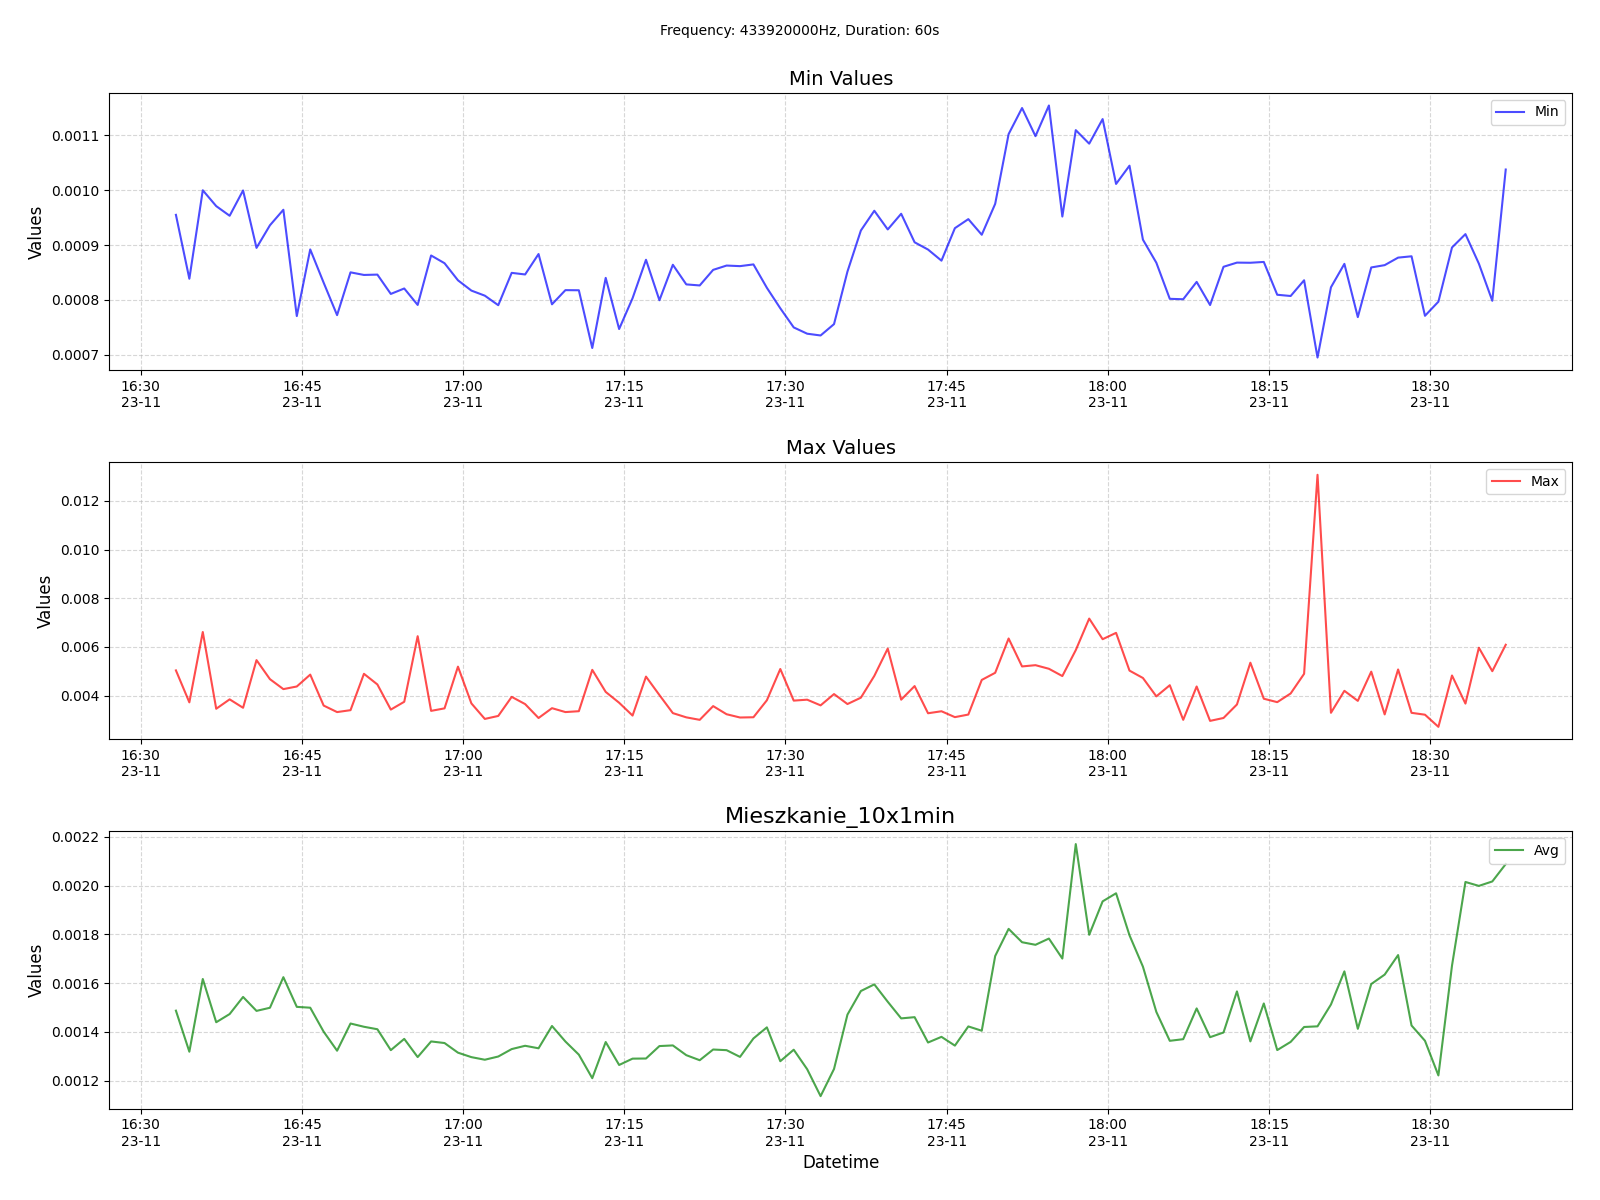 Frequency: 433920000Hz, Duration: 60s
Min Values
Values
0.0011
0.0010
0.0009
0.0008
0.0007
Min
16:30 16:45 17:00 17:15 17:30 17:45 18:00 18:15 18:30
23-11 23-11 23-11 23-11 23-11 23-11 23-11 23-11 23-11
Max Values
Values
0.012
0.010
0.008
0.006
0.004
Max
16:30 16:45 17:00 17:15 17:30 17:45 18:00 18:15 18:30
23-11 23-11 23-11 23-11 23-11 23-11 23-11 23-11 23-11
Mieszkanie_10x1min
Values
0.0022
0.0020
0.0018
0.0016
0.0014
0.0012
Avg
16:30 16:45 17:00 17:15 17:30 17:45 18:00 18:15 18:30
23-11 23-11 23-11 23-11 23-11 23-11 23-11 23-11 23-11
Datetime